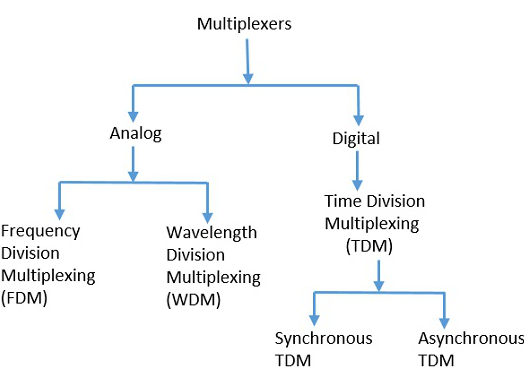 Multiplexers
Analog
Digital
Frequency
Division
Multiplexing
(FDM)
Wavelength
Division
Multiplexing
(WDM)
Time Division
Multiplexing
(TDM)
Synchronous
TDM
Asynchronous
TDM